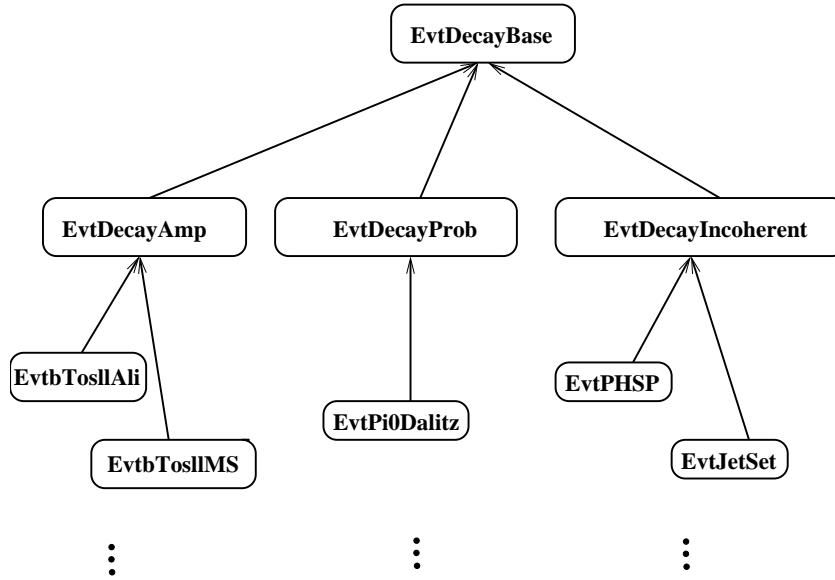 EvtDecayBase
EvtDecayAmp
EvtDecayProb
EvtDecayIncoherent
EvtbTosllAli
EvtPHSP
EvtPi0Dalitz
EvtbTosllMS
EvtJetSet